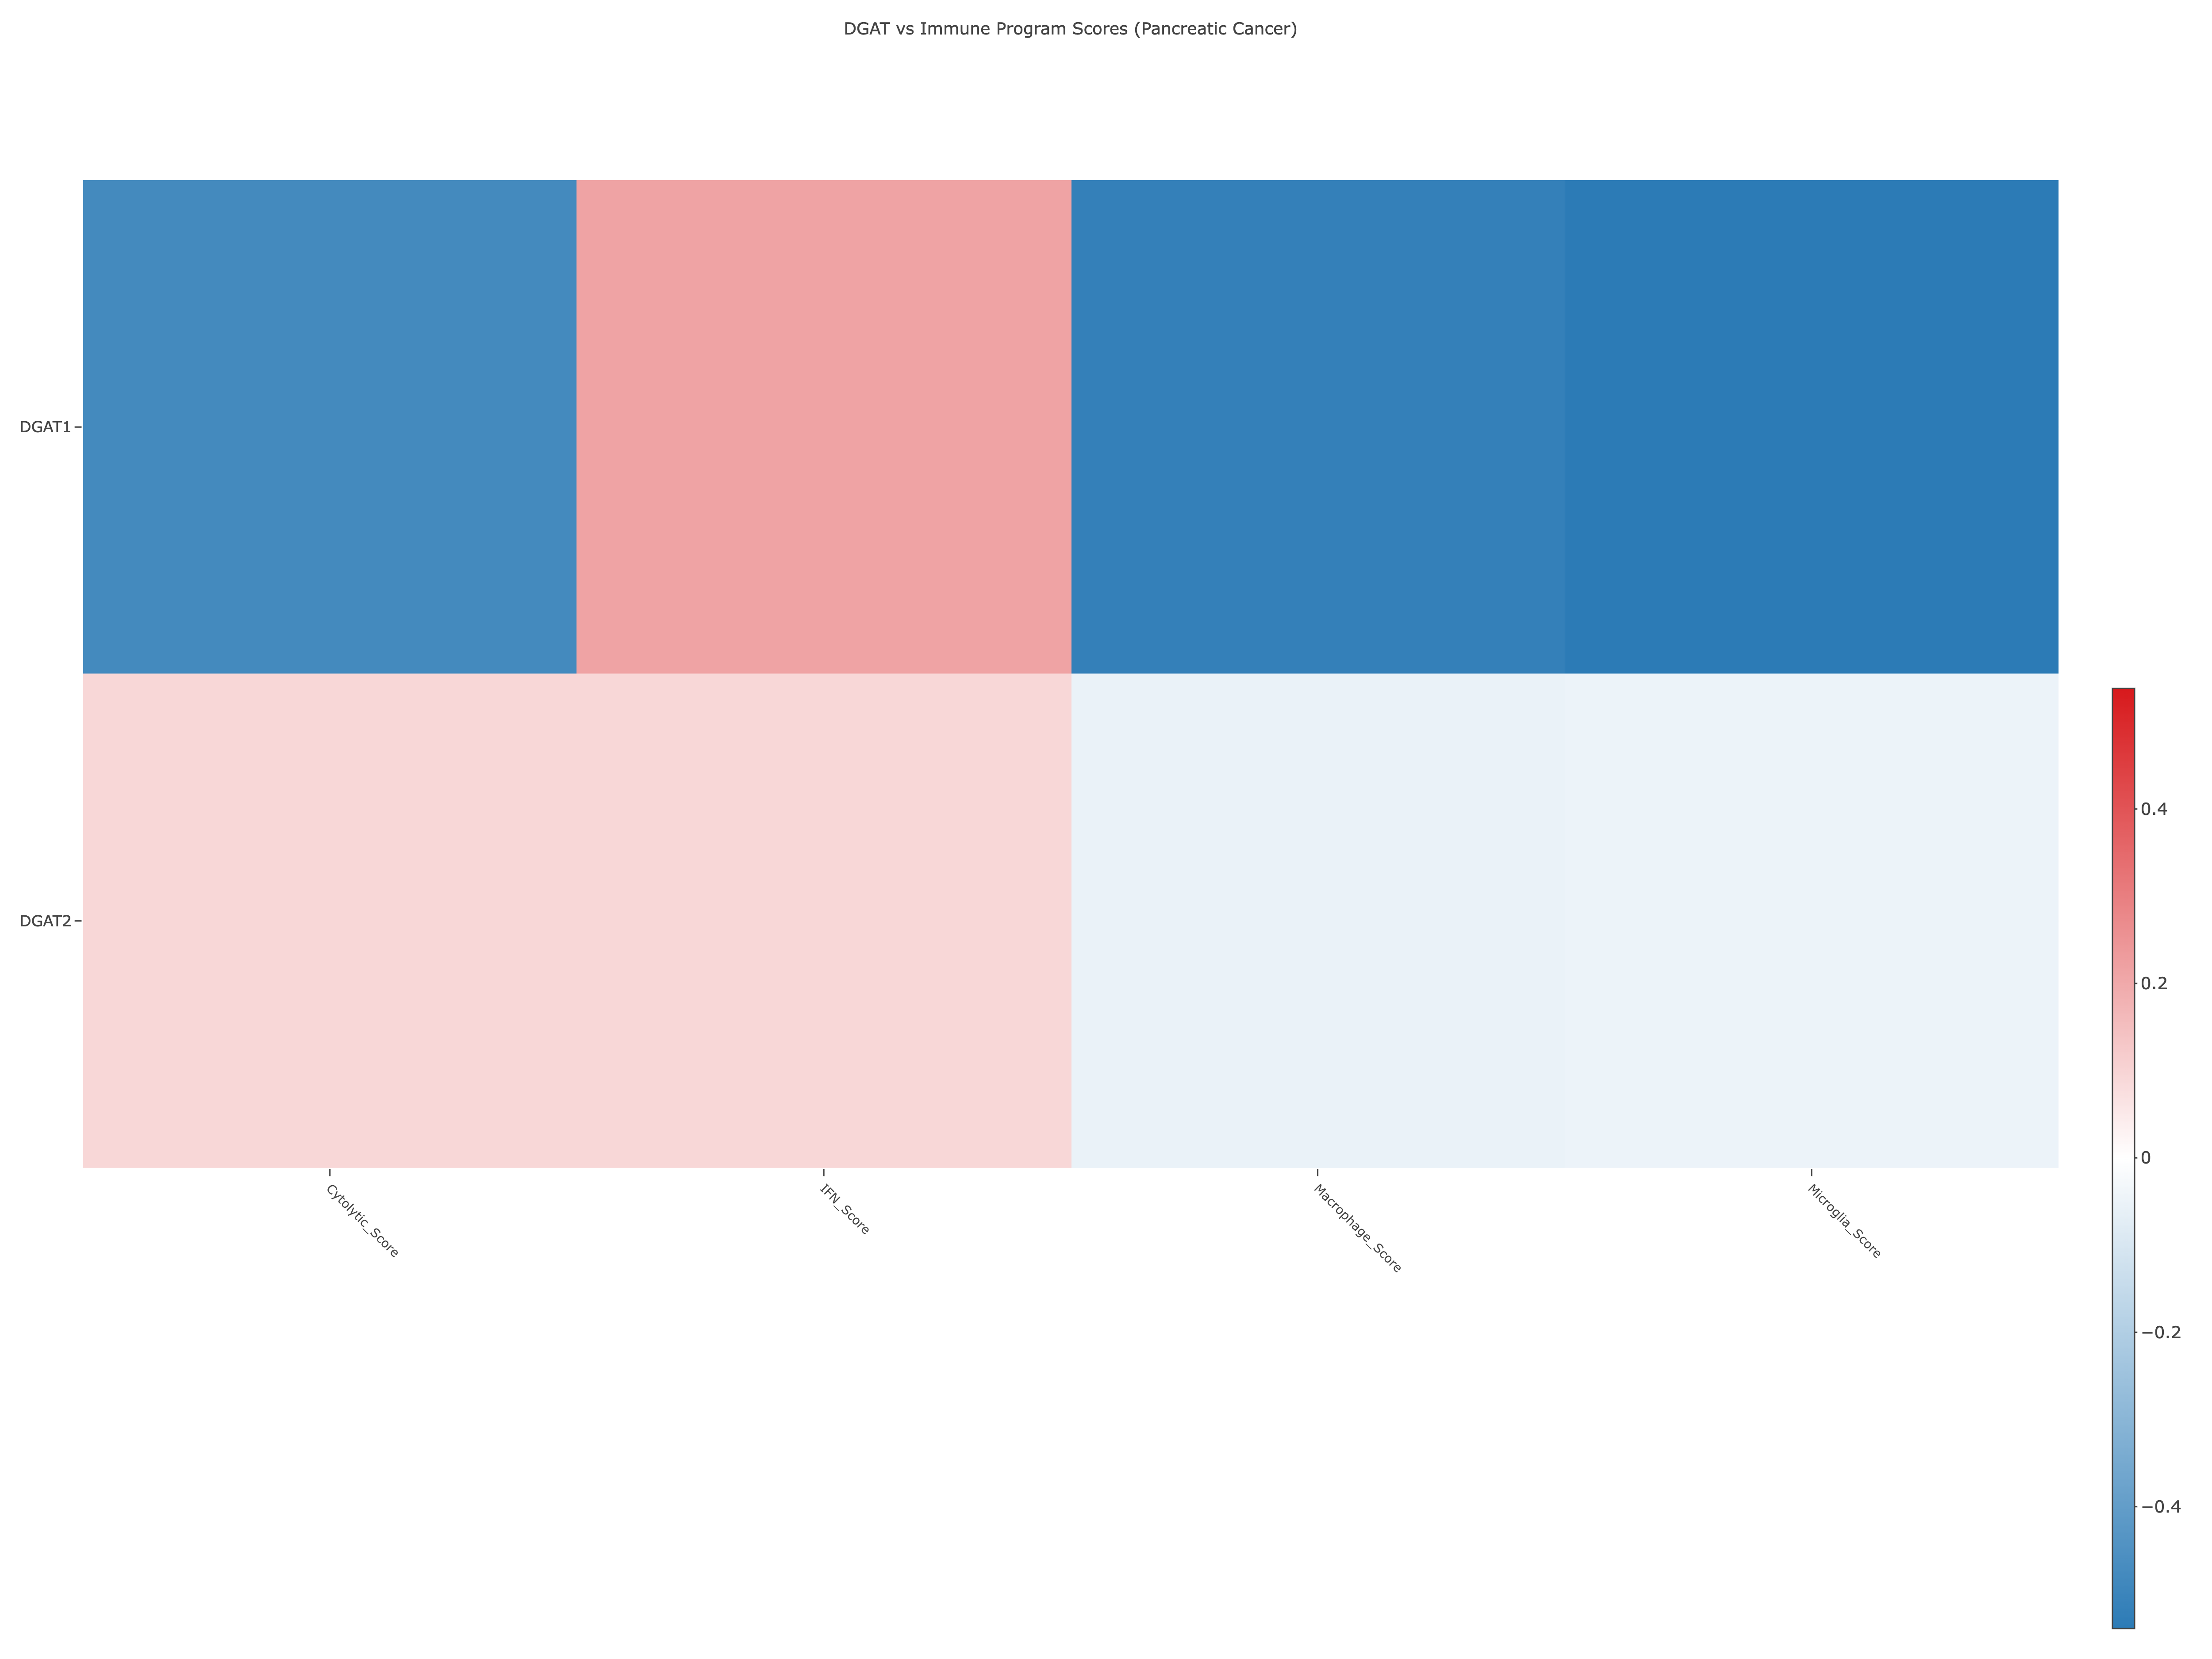 DGAT vs Immune Program Scores (Pancreatic Cancer)
DGAT1
DGAT2
Cytolytic_Score
IFN_Score
Macrophage_Score
Microglia_Score
0.4
0.2
0
−0.2
−0.4